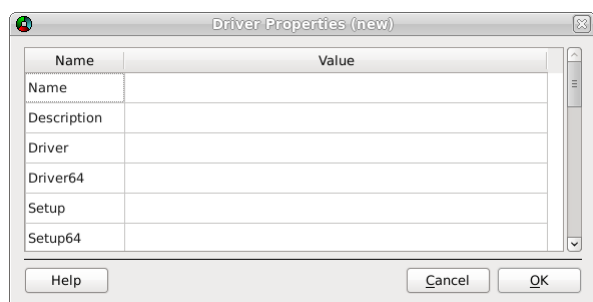 Driver Properties (new)
Name Value
Name
Description
Driver
Driver64
Setup
Setup64
Help Cancel OK